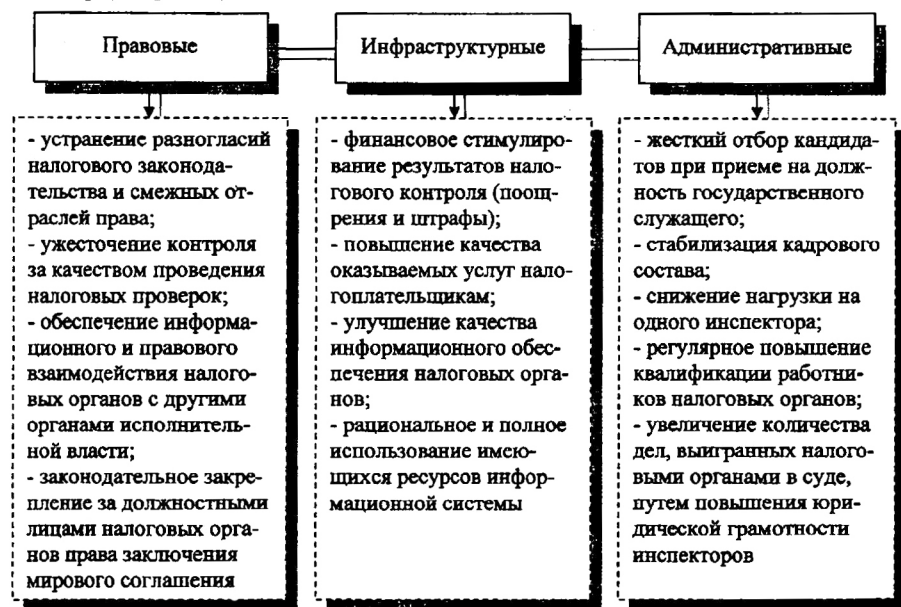 Правовые
Инфраструктурные
Административные
- устранение разногласий
налогового законода-
тельства и смежных от-
раслей права;
- ужесточение контроля
за качеством проведения
налоговых проверок;
- обеспечение информа-
ционного и правового
взаимодействия налого-
вых органов с другими
органами исполнитель-
ной власти;
- законодательное закре-
пление за должностными
лицами налоговых орга-
нов права заключения
мирового соглашения
- финансовое стимулиро-
вание результатов нало-
гового контроля (поощ-
рения и штрафы);
- повышение качества
оказываемых услуг нало-
гоплательщикам;
- улучшение качества
информационного обес-
печения налоговых орга-
нов;
- рациональное и полное
использование имею-
щихся ресурсов инфор-
мационной системы
- жесткий отбор кандида-
тов при приеме на долж-
ность государственного
служащего;
- стабилизация кадрового
состава;
- снижение нагрузки на
одного инспектора;
- регулярное повышение
квалификации работни-
ков налоговых органов;
- увеличение количества
дел, выигранных налого-
выми органами в суде,
путем повышения юри-
дической грамотности
инспекторов